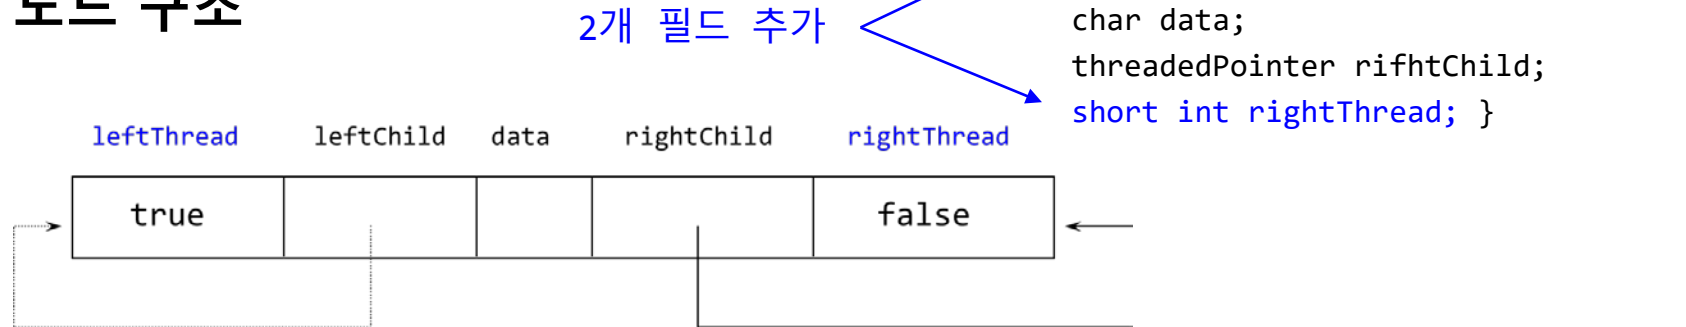 노드 구조
2개 필드 추가
char data;
threadedPointer rifhtChild;
short int rightThread; }
leftThread leftChild data rightChild rightThread
true false